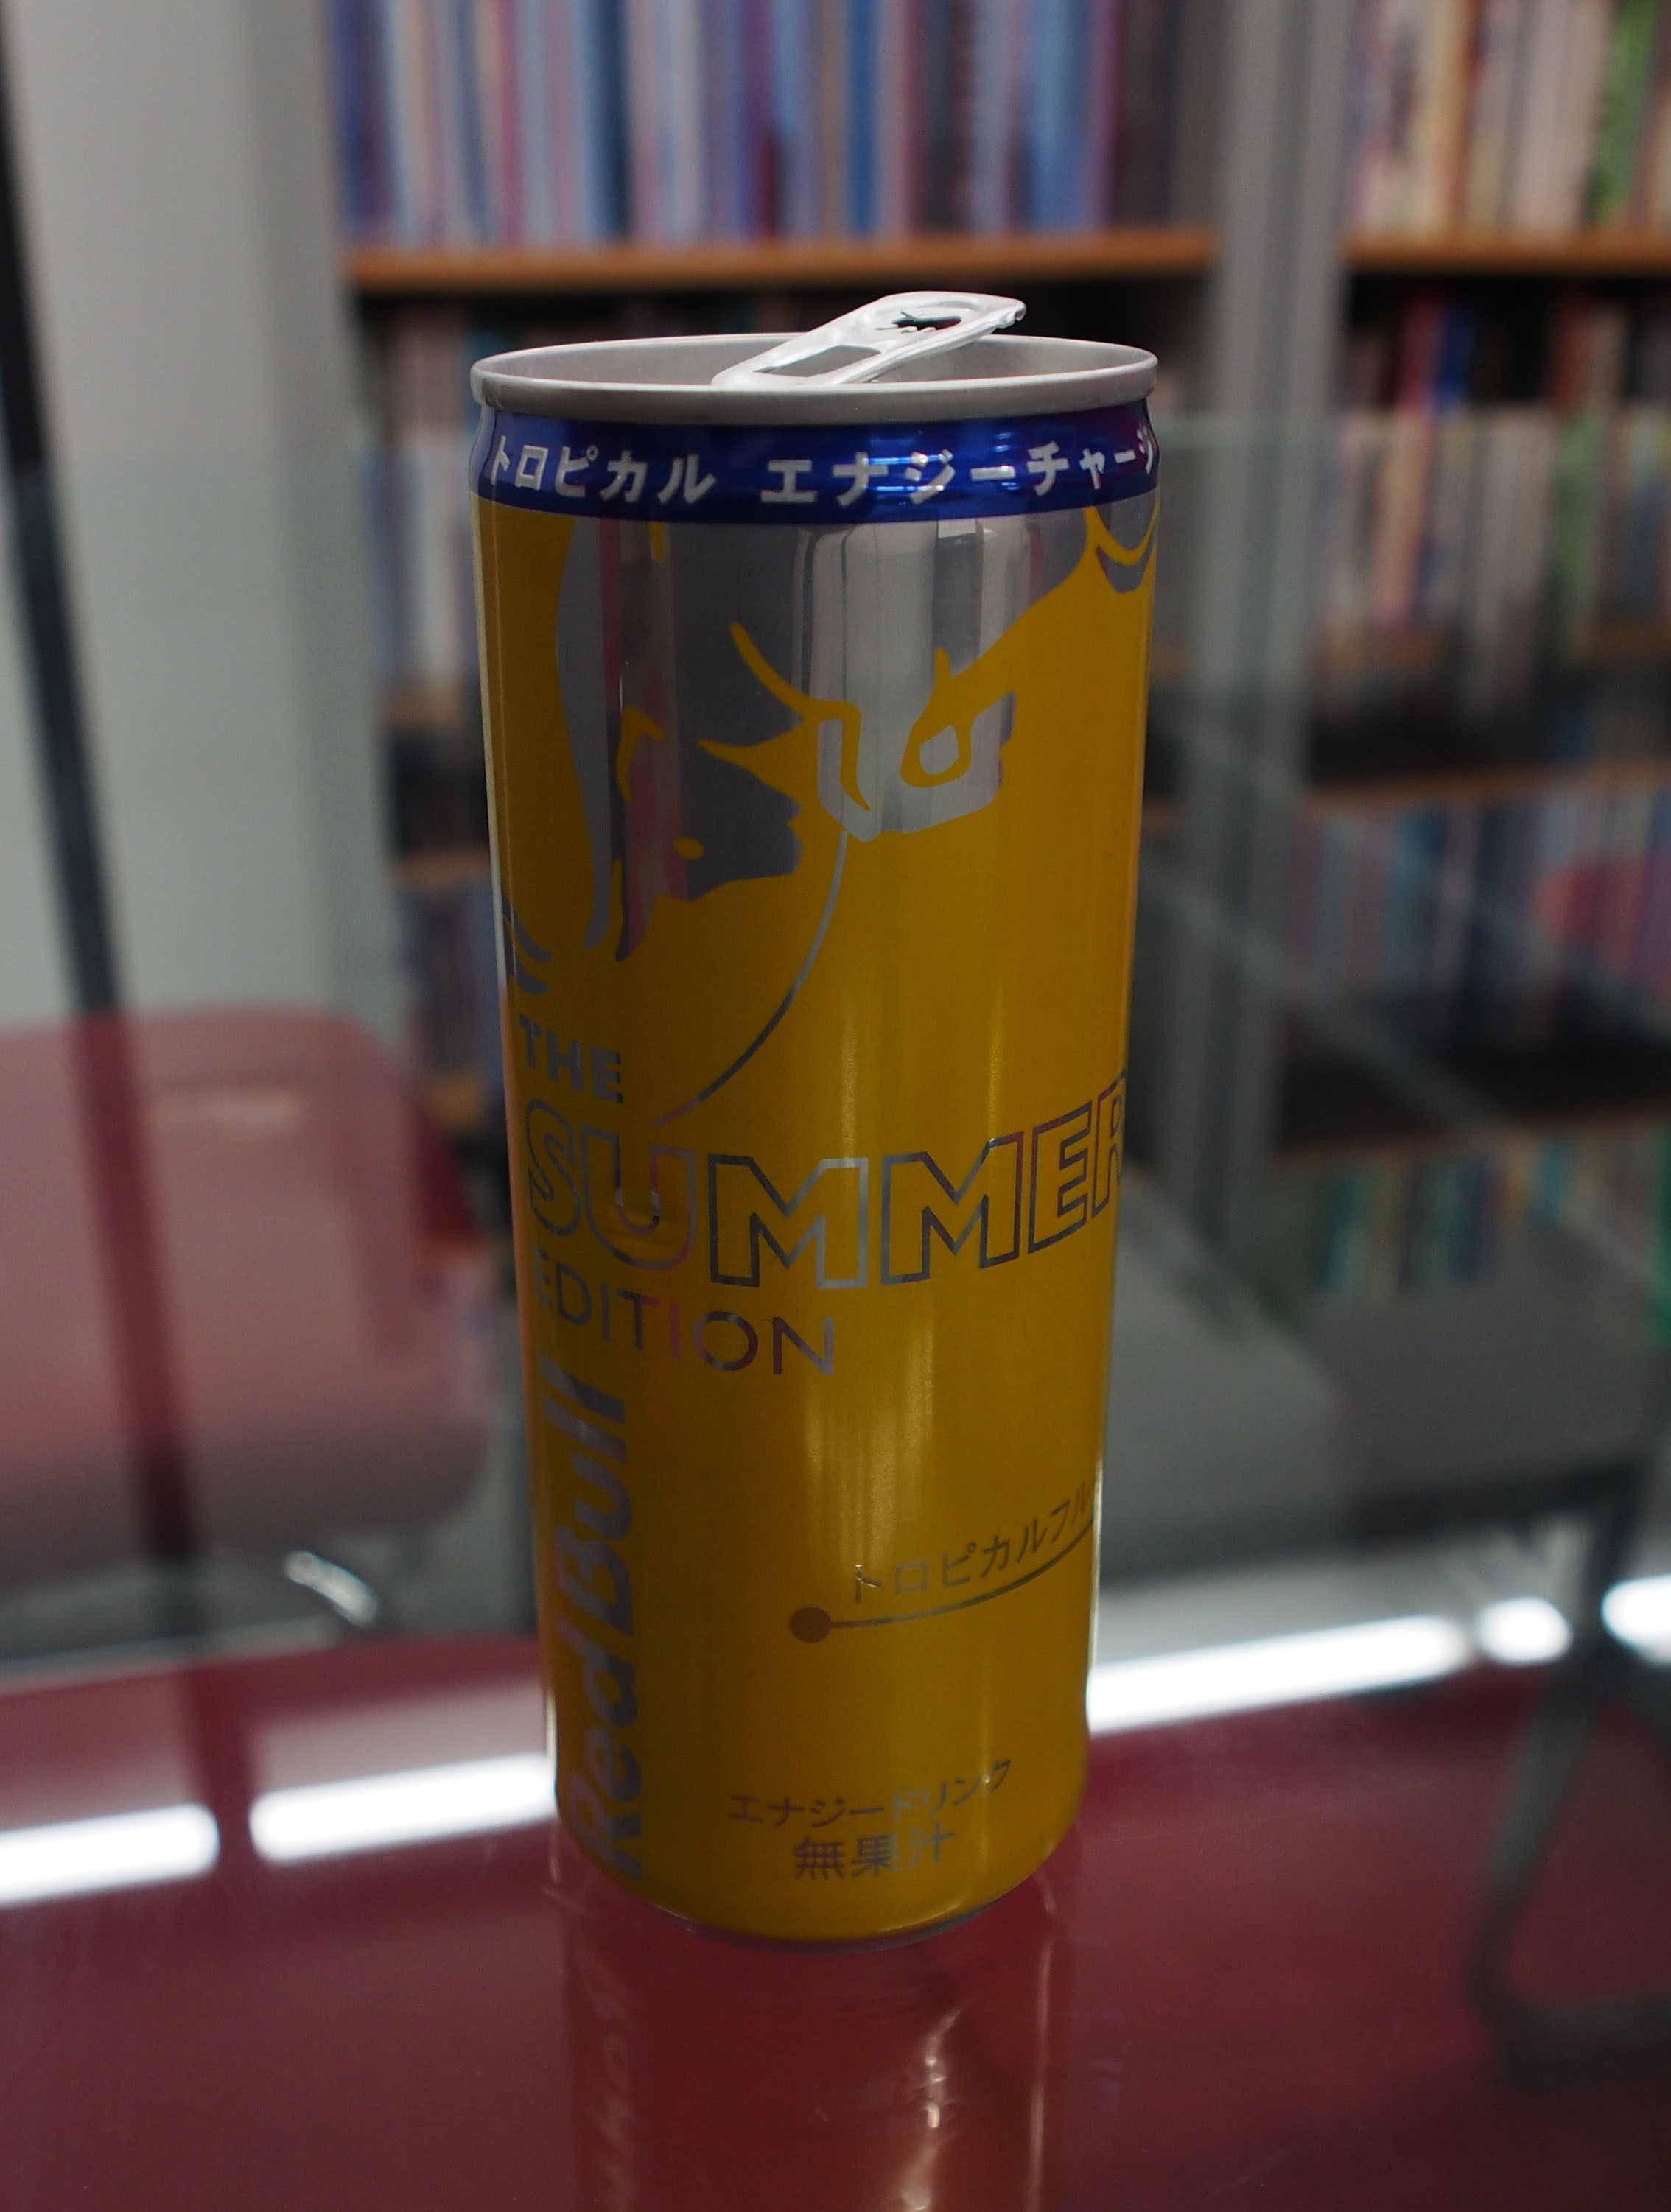 トロピカル エナジーチャージ
THE
SUMMER
EDITION
Red Bull
トロピカルフル
エナジードリンク
無果汁